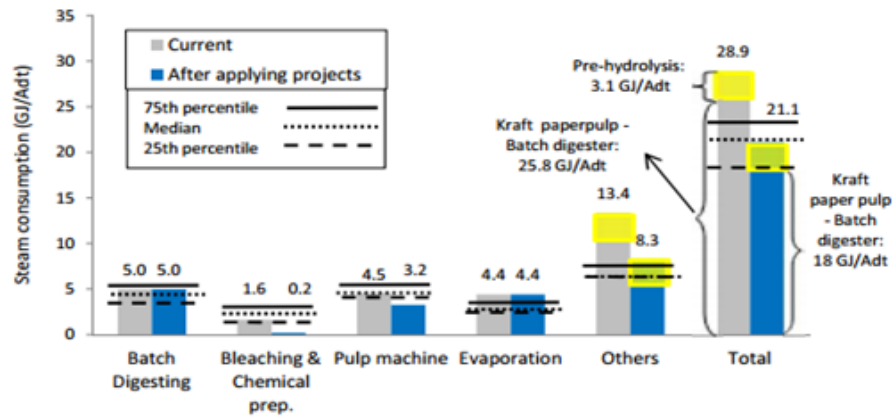 Steam consumption (GJ/Adt)
35
30
25
20
15
10
5
0
Current
After applying projects
75th percentile
Median
25th percentile
Pre-hydrolysis:
3.1 GJ/Adt
Kraft paperpulp -
Batch digester:
25.8 GJ/Adt
28.9
21.1
Kraft
paper pulp
- Batch
digester:
18 GJ/Adt
13.4
8.3
5.0 5.0
1.6 0.2
4.5 3.2
4.4 4.4
Batch
Digesting
Bleaching &
Chemical
prep.
Pulp machine
Evaporation
Others
Total